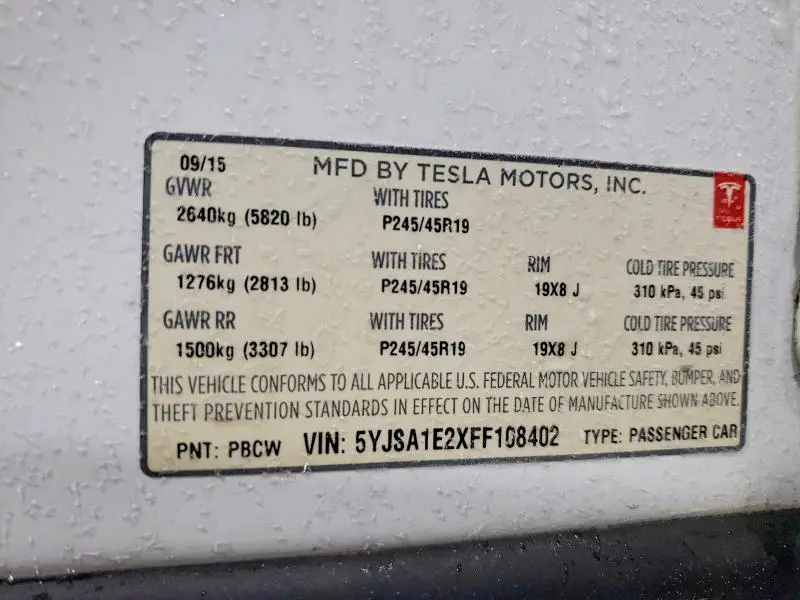 09/15 MFD BY TESLA MOTORS, INC.
GVWR WITH TIRES
2640kg (5820 lb) P245/45R19
TESLA
GAWR FRT WITH TIRES RIM COLD TIRE PRESSURE
1276kg (2813 lb) P245/45R19 19X8 J 310 kPa, 45 psi
GAWR RR WITH TIRES RIM COLD TIRE PRESSURE
1500kg (3307 lb) P245/45R19 19X8 J 310 kPa, 45 psi
THIS VEHICLE CONFORMS TO ALL APPLICABLE U.S. FEDERAL MOTOR VEHICLE SAFETY, BUMPER, AND
THEFT PREVENTION STANDARDS IN EFFECT ON THE DATE OF MANUFACTURE SHOWN ABOVE.
PNT: PBCW VIN: 5YJSA1E2XFF108402 TYPE: PASSENGER CAR